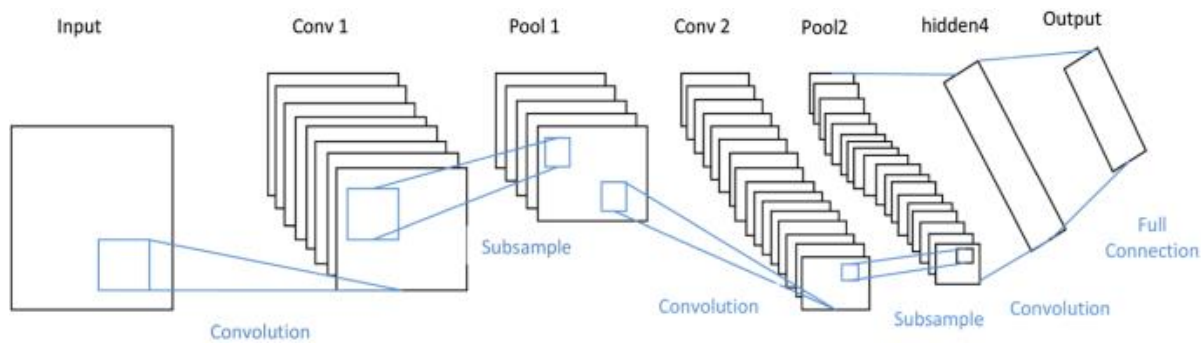 Input
Conv 1
Pool 1
Conv 2
Pool2
hidden4
Output
Convolution
Subsample
Convolution
Subsample
Convolution
Full
Connection